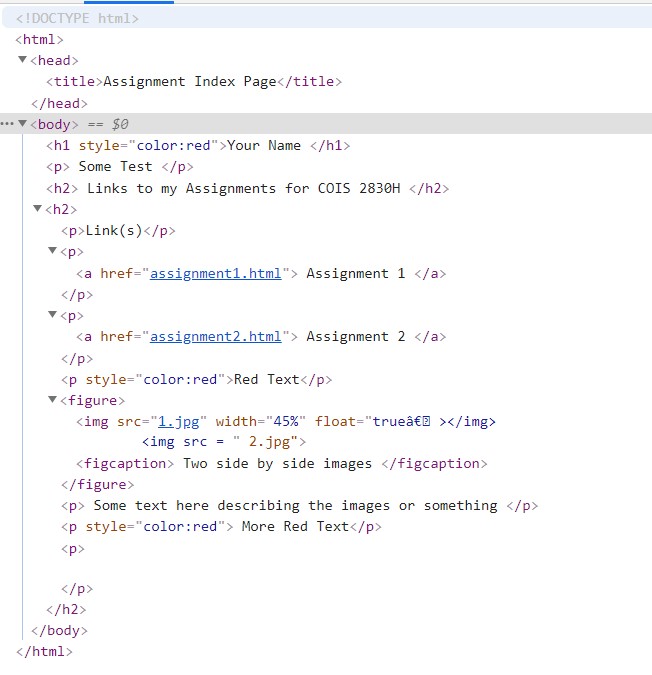 <!DOCTYPE html>
<html>
<head>
<title>Assignment Index Page</title>
</head>
<body> == $0
<h1 style="color:red">Your Name </h1>
<p> Some Test </p>
<h2> Links to my Assignments for COIS 2830H </h2>
<h2>
<p>Link(s)</p>
<p>
<a href="assignment1.html"> Assignment 1 </a>
</p>
<p>
<a href="assignment2.html"> Assignment 2 </a>
</p>
<p style="color:red">Red Text</p>
<figure>
<img src="1.jpg" width="45%" float="trueâ€ ></img>
<img src = " 2.jpg">
<figcaption> Two side by side images </figcaption>
</figure>
<p> Some text here describing the images or something </p>
<p style="color:red"> More Red Text</p>
<p>
</p>
</h2>
</body>
</html>